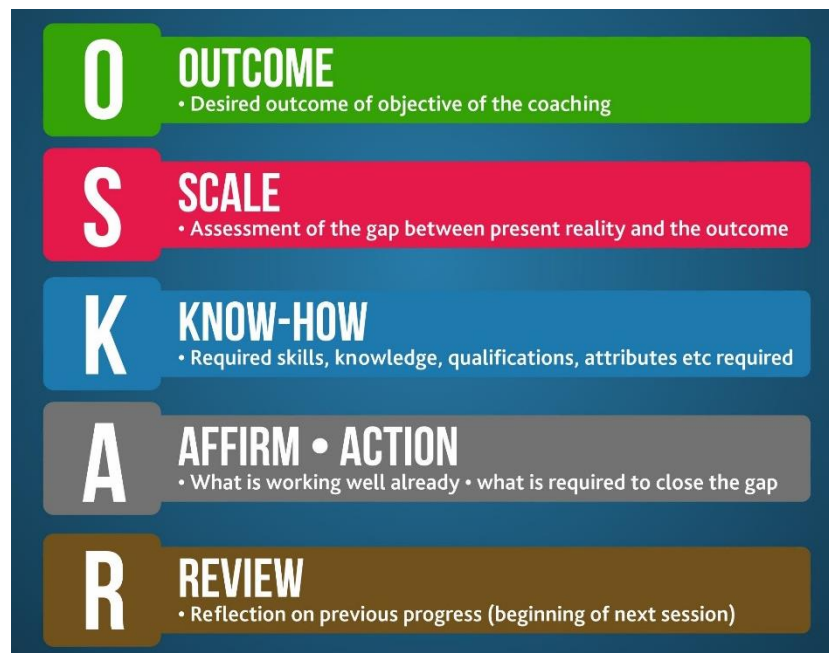 O
OUTCOME
• Desired outcome of objective of the coaching
S
SCALE
• Assessment of the gap between present reality and the outcome
K
KNOW-HOW
• Required skills, knowledge, qualifications, attributes etc required
A
AFFIRM • ACTION
• What is working well already • what is required to close the gap
R
REVIEW
• Reflection on previous progress (beginning of next session)